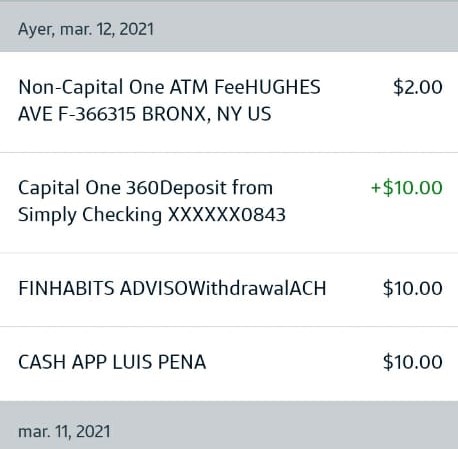 Ayer, mar. 12, 2021
Non-Capital One ATM FeeHUGHES $2.00
AVE F-366315 BRONX, NY US
Capital One 360Deposit from +$10.00
Simply Checking XXXXXX0843
FINHABITS ADVISOWithdrawalACH $10.00
CASH APP LUIS PENA $10.00
mar. 11, 2021